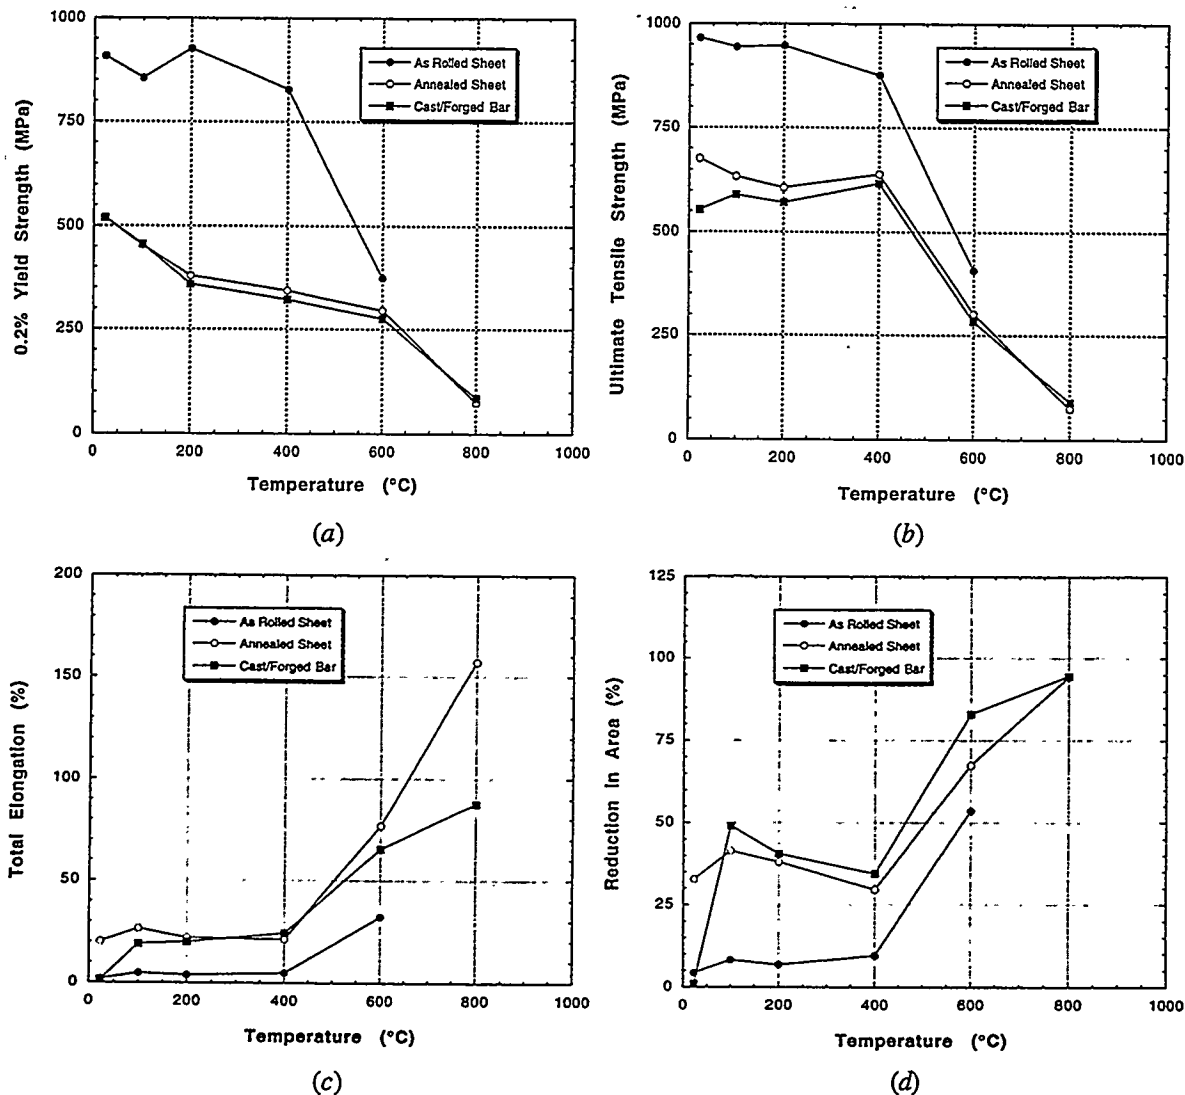 1000
750
500
250
0
0.2% Yield Strength (MPa)
As Rolled Sheet
Annealed Sheet
Cast/Forged Bar
0 200 400 600 800 1000
Temperature (°C)
(a)
1000
750
500
250
0
Ultimate Tensile Strength (MPa)
As Rolled Sheet
Annealed Sheet
Cast/Forged Bar
0 200 400 600 800 1000
Temperature (°C)
(b)
200
150
100
50
0
Total Elongation (%)
As Rolled Sheet
Annealed Sheet
Cast/Forged Bar
0 200 400 600 800 1000
Temperature (°C)
(c)
125
100
75
50
25
0
Reduction In Area (%)
As Rolled Sheet
Annealed Sheet
Cast/Forged Bar
0 200 400 600 800 1000
Temperature (°C)
(d)